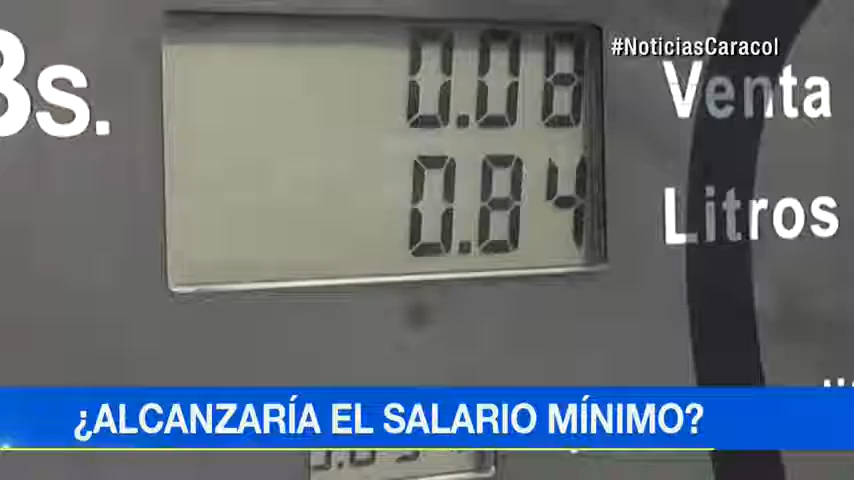 #NoticiasCaracol
Bs. 0.08 Venta
0.84 Litros
¿ALCANZARÍA EL SALARIO MÍNIMO?